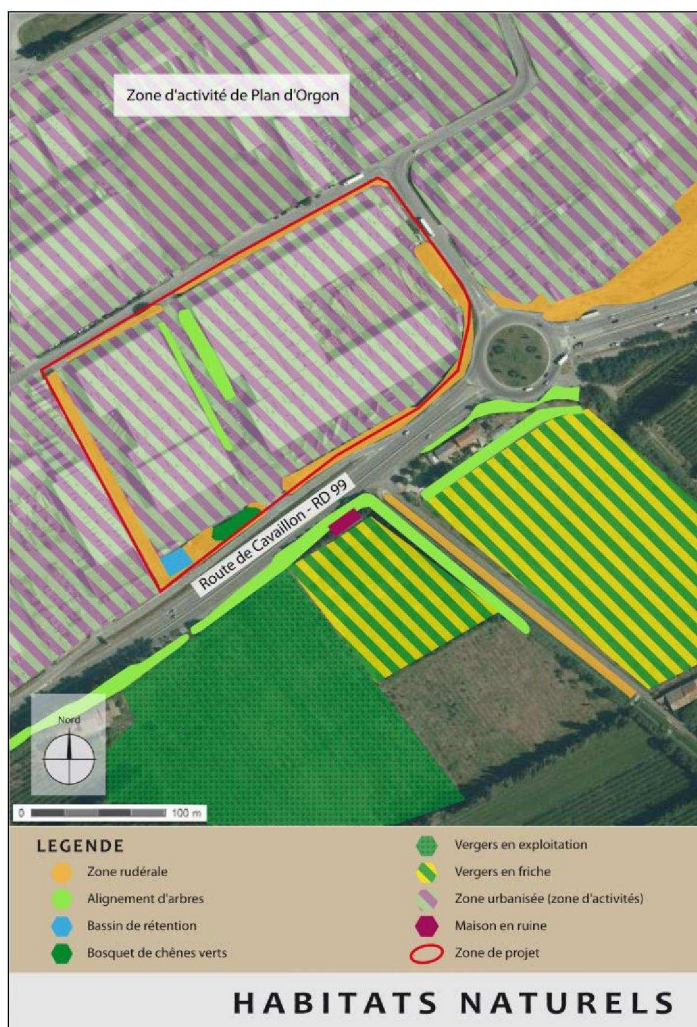 Zone d'activité de Plan d'Orgon
Route de Cavaillon - RD 99
Nord
0 100 m
LEGENDE
Zone rudérale
Alignement d'arbres
Bassin de rétention
Bosquet de chênes verts
Vergers en exploitation
Vergers en friche
Zone urbanisée (zone d'activités)
Maison en ruine
Zone de projet
HABITATS NATURELS